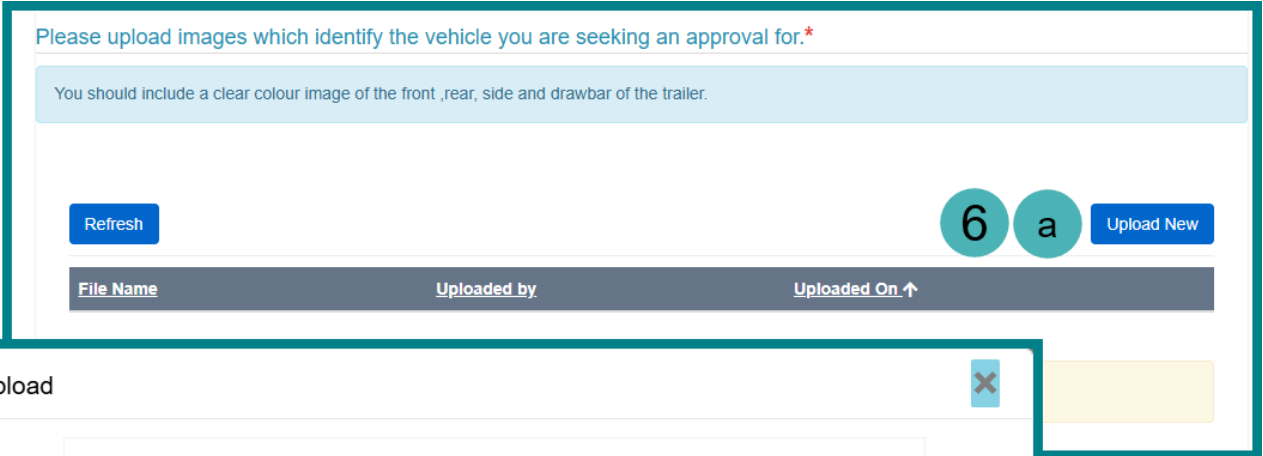 Please upload images which identify the vehicle you are seeking an approval for.*
You should include a clear colour image of the front ,rear, side and drawbar of the trailer.
Refresh 6 a Upload New
File Name Uploaded by Uploaded On ↑
pload